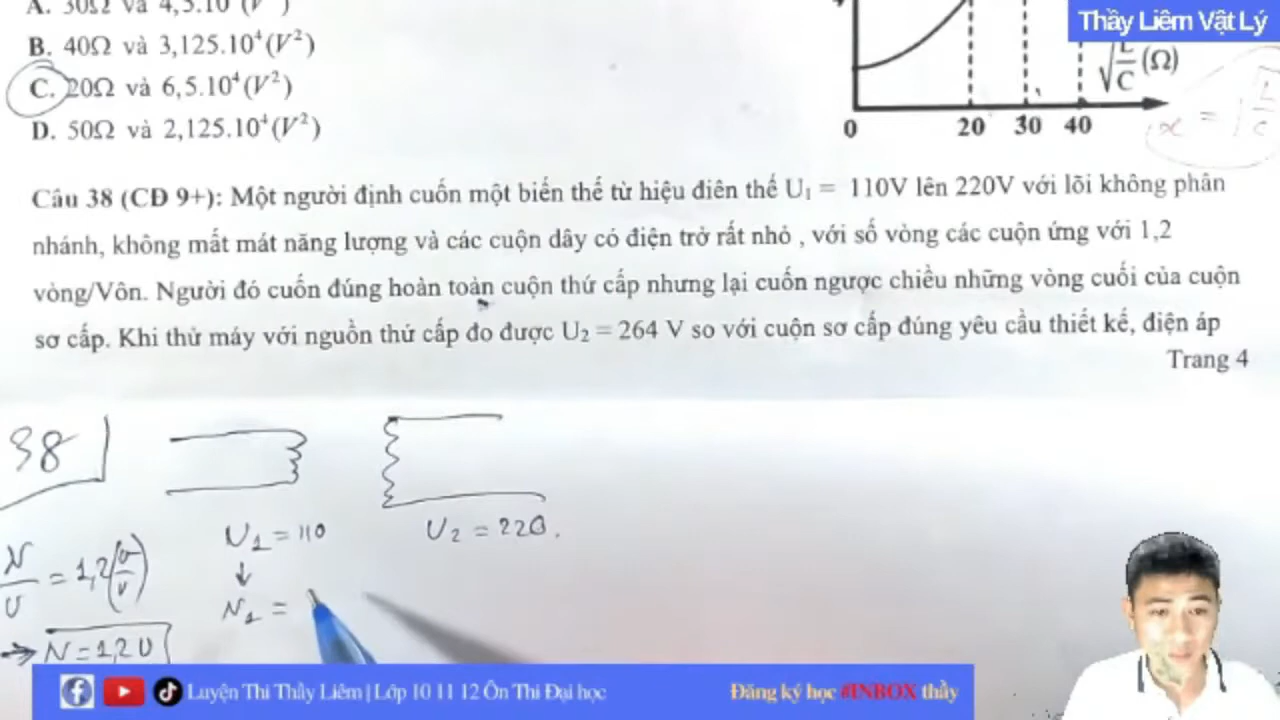 A. 30Ω và 4,5.10 (V )
B. 40Ω và 3,125.10⁴(V²)
C. 20Ω và 6,5.10⁴(V²)
D. 50Ω và 2,125.10⁴(V²)
Thầy Liêm Vật Lý
√L/C (Ω)
0 20 30 40
x = √L/C
Câu 38 (CĐ 9+): Một người định cuốn một biến thế từ hiệu điên thế U₁ = 110V lên 220V với lõi không phân
nhánh, không mất mát năng lượng và các cuộn dây có điện trở rất nhỏ , với số vòng các cuộn ứng với 1,2
vòng/Vôn. Người đó cuốn đúng hoàn toàn cuộn thứ cấp nhưng lại cuốn ngược chiều những vòng cuối của cuộn
sơ cấp. Khi thử máy với nguồn thứ cấp đo được U₂ = 264 V so với cuộn sơ cấp đúng yêu cầu thiết kế, điện áp
Trang 4
38
U₁ = 110
U₂ = 220.
N/U = 1,2(v/V)
N₁ =
→ N = 1,2U
Luyện Thi Thầy Liêm | Lớp 10 11 12 Ôn Thi Đại học
Đăng ký học #INBOX thầy